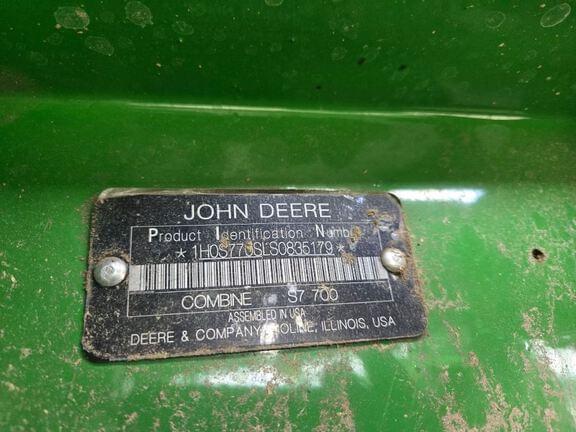 JOHN DEERE
Product Identification Number
*1H0S770SLS0835179*
COMBINE S7 700
ASSEMBLED IN USA
DEERE & COMPANY MOLINE, ILLINOIS, USA